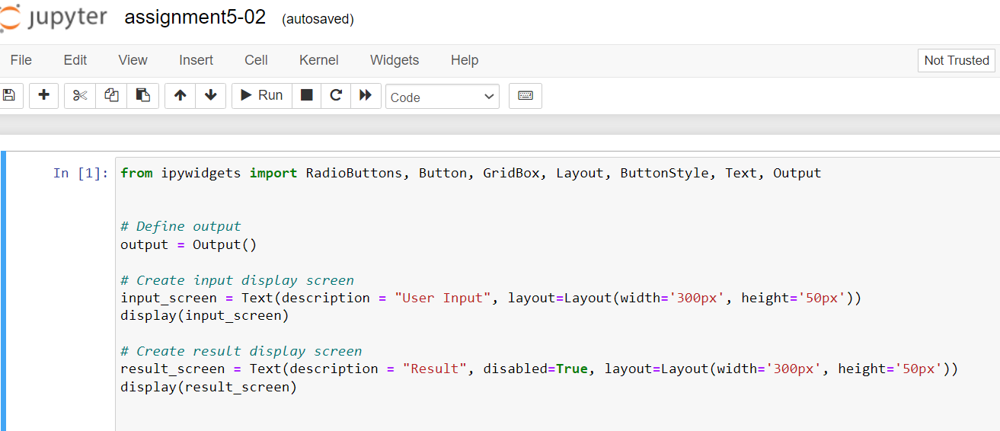 jupyter assignment5-02 (autosaved)
File Edit View Insert Cell Kernel Widgets Help Not Trusted
Run Code
In [1]: from ipywidgets import RadioButtons, Button, GridBox, Layout, ButtonStyle, Text, Output
# Define output
output = Output()
# Create input display screen
input_screen = Text(description = "User Input", layout=Layout(width='300px', height='50px'))
display(input_screen)
# Create result display screen
result_screen = Text(description = "Result", disabled=True, layout=Layout(width='300px', height='50px'))
display(result_screen)